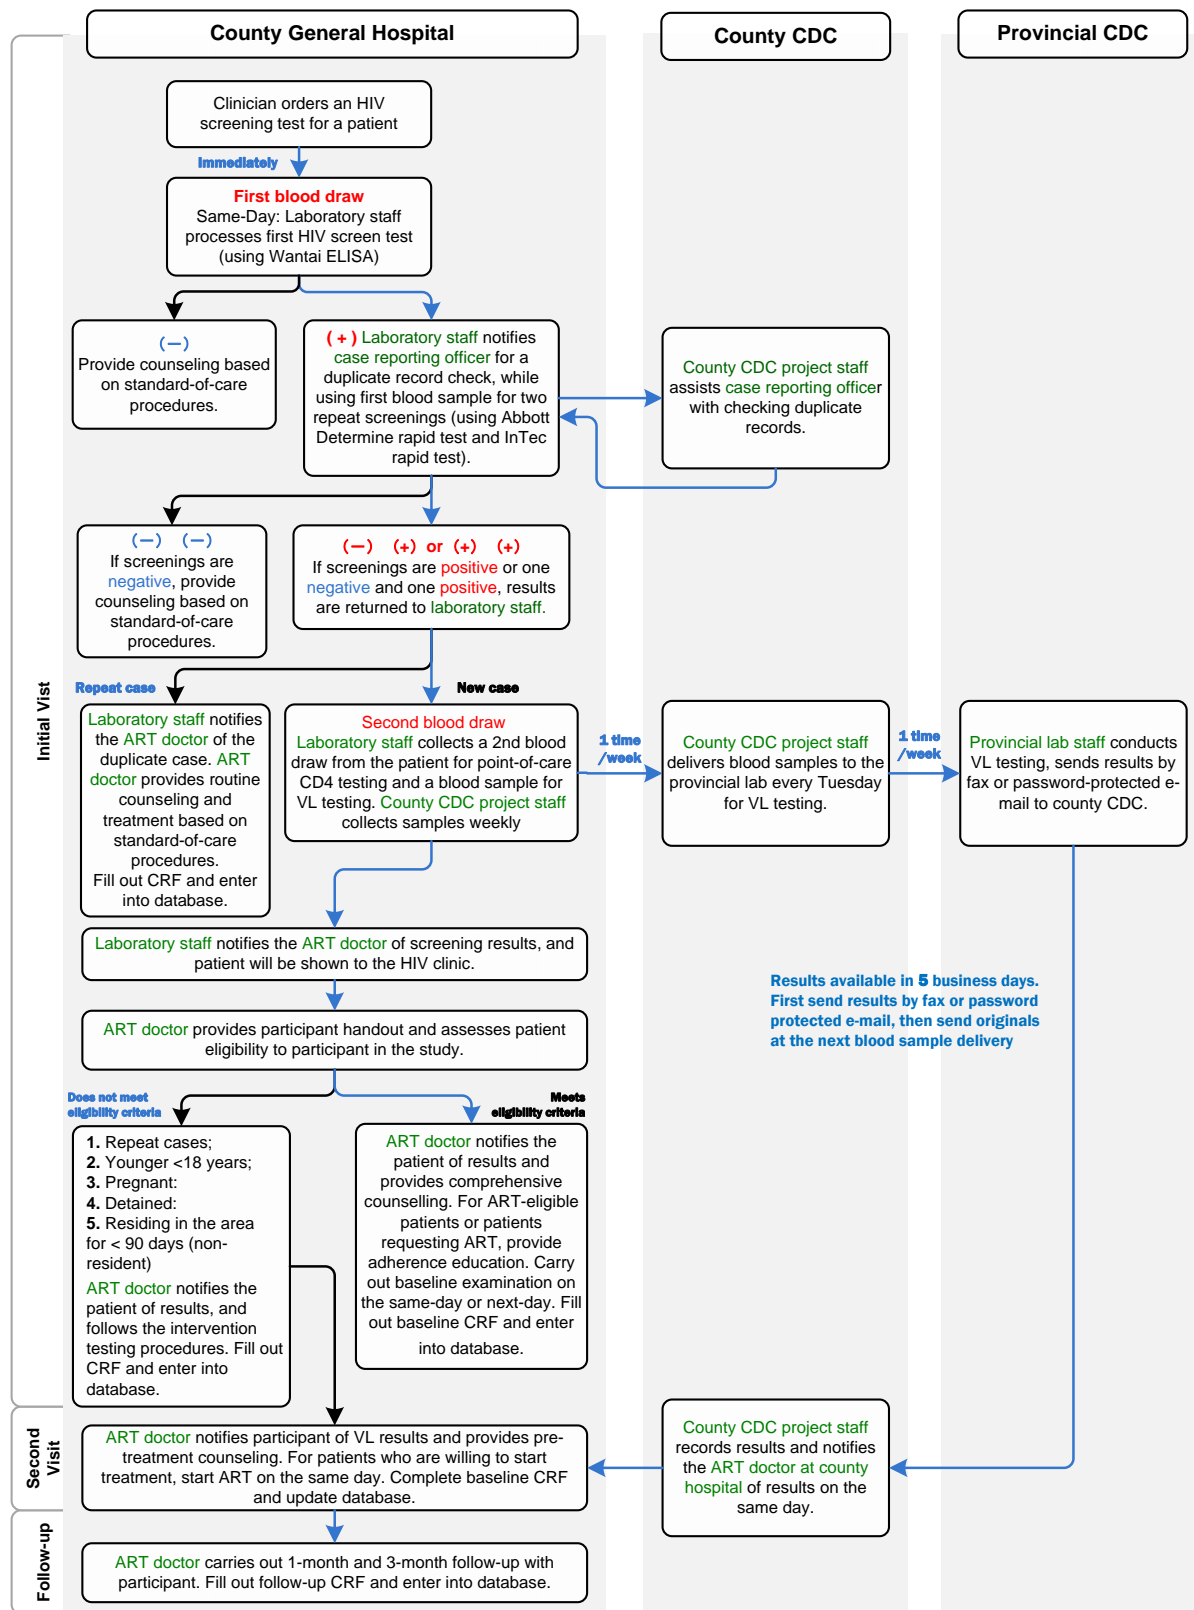 County General Hospital
County CDC
Provincial CDC
Initial Vist
Clinician orders an HIV
screening test for a patient
Immediately
First blood draw
Same-Day: Laboratory staff
processes first HIV screen test
(using Wantai ELISA)
(—)
Provide counseling based
on standard-of-care
procedures.
(+) Laboratory staff notifies
case reporting officer for a
duplicate record check, while
using first blood sample for two
repeat screenings (using Abbott
Determine rapid test and InTec
rapid test).
County CDC project staff
assists case reporting officer
with checking duplicate
records.
(—) (—)
If screenings are
negative, provide
counseling based on
standard-of-care
procedures.
(—) (+) or (+) (+)
If screenings are positive or one
negative and one positive, results
are returned to laboratory staff.
Repeat case
New case
Laboratory staff notifies
the ART doctor of the
duplicate case. ART
doctor provides routine
counseling and
treatment based on
standard-of-care
procedures.
Fill out CRF and enter
into database.
Second blood draw
Laboratory staff collects a 2nd blood
draw from the patient for point-of-care
CD4 testing and a blood sample for
VL testing. County CDC project staff
collects samples weekly
1 time
/week
County CDC project staff
delivers blood samples to the
provincial lab every Tuesday
for VL testing.
1 time
/week
Provincial lab staff conducts
VL testing, sends results by
fax or password-protected e-
mail to county CDC.
Laboratory staff notifies the ART doctor of screening results, and
patient will be shown to the HIV clinic.
Results available in 5 business days.
First send results by fax or password
protected e-mail, then send originals
at the next blood sample delivery
ART doctor provides participant handout and assesses patient
eligibility to participant in the study.
Does not meet
eligibility criteria
Meets
eligibility criteria
1. Repeat cases;
2. Younger <18 years;
3. Pregnant:
4. Detained:
5. Residing in the area
for < 90 days (non-
resident)
ART doctor notifies the
patient of results, and
follows the intervention
testing procedures. Fill out
CRF and enter into
database.
ART doctor notifies the
patient of results and
provides comprehensive
counselling. For ART-eligible
patients or patients
requesting ART, provide
adherence education. Carry
out baseline examination on
the same-day or next-day. Fill
out baseline CRF and enter
into database.
Second
Visit
ART doctor notifies participant of VL results and provides pre-
treatment counseling. For patients who are willing to start
treatment, start ART on the same day. Complete baseline CRF
and update database.
County CDC project staff
records results and notifies
the ART doctor at county
hospital of results on the
same day.
Follow-up
ART doctor carries out 1-month and 3-month follow-up with
participant. Fill out follow-up CRF and enter into database.